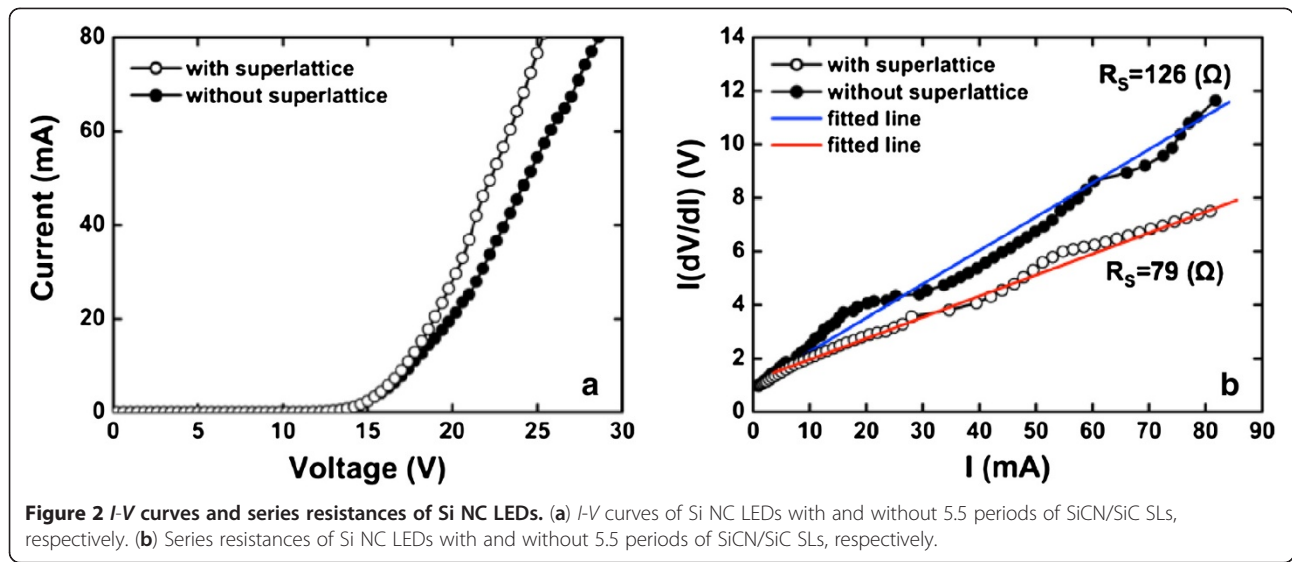 80
60
40
20
0
Current (mA)
with superlattice
without superlattice
a
0 5 10 15 20 25 30
Voltage (V)
14
12
10
8
6
4
2
0
I(dV/dI) (V)
with superlattice
without superlattice
fitted line
fitted line
R_S=126 (Ω)
R_S=79 (Ω)
b
0 10 20 30 40 50 60 70 80 90
I (mA)
Figure 2 I-V curves and series resistances of Si NC LEDs. (a) I-V curves of Si NC LEDs with and without 5.5 periods of SiCN/SiC SLs,
respectively. (b) Series resistances of Si NC LEDs with and without 5.5 periods of SiCN/SiC SLs, respectively.